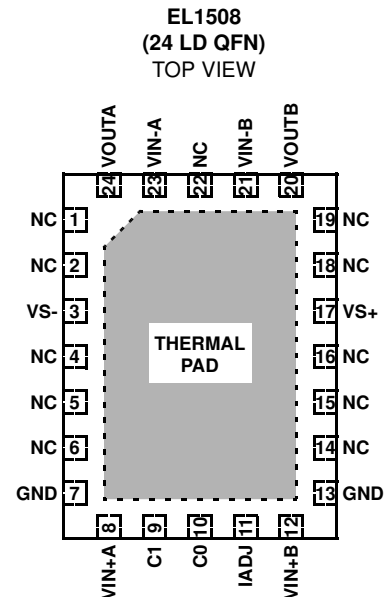 EL1508
(24 LD QFN)
TOP VIEW
24 VOUTA
23 VIN-A
22 NC
21 VIN-B
20 VOUTB
NC 1
NC 2
VS- 3
NC 4
NC 5
NC 6
GND 7
THERMAL
PAD
19 NC
18 NC
17 VS+
16 NC
15 NC
14 NC
13 GND
VIN+A 8
C1 9
C0 10
IADJ 11
VIN+B 12